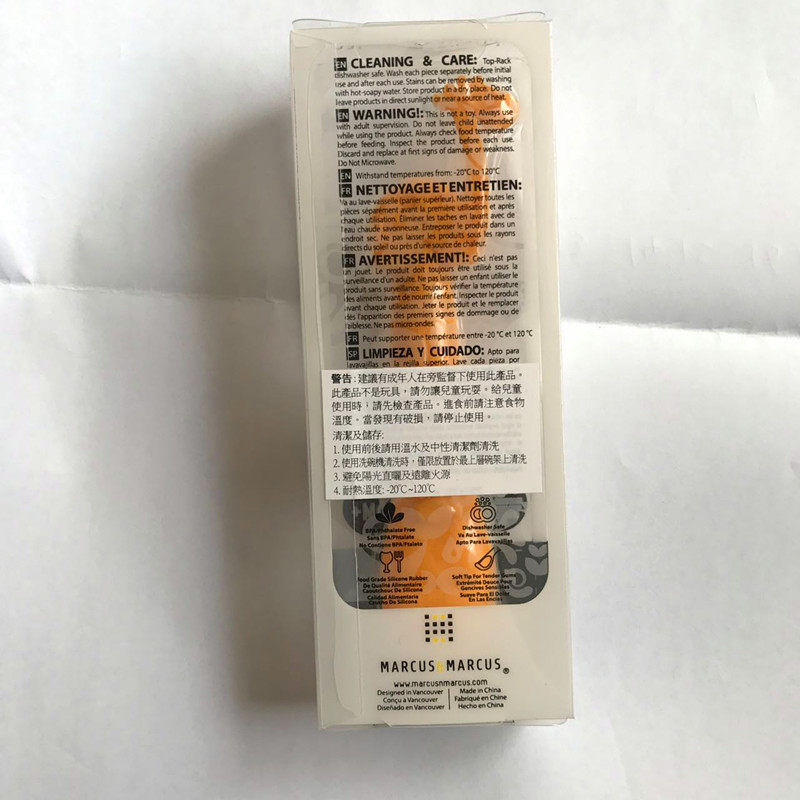 EN CLEANING & CARE: Top-Rack
dishwasher safe. Wash each piece separately before initial
use and after each use. Stains can be removed by washing
with hot-soapy water. Store product in a dry place. Do not
leave products in direct sunlight or near a source of heat.
EN WARNING!: This is not a toy. Always use
with adult supervision. Do not leave child unattended
while using the product. Always check food temperature
before feeding. Inspect the product before each use.
Discard and replace at first signs of damage or weakness.
Do Not Microwave.
EN Withstand temperatures from: -20°C to 120°C
FR NETTOYAGE ET ENTRETIEN:
Va au lave-vaisselle (panier supérieur). Nettoyer toutes les
pièces séparément avant la première utilisation et après
chaque utilisation. Éliminer les taches en lavant avec de
l'eau chaude savonneuse. Entreposer le produit dans un
endroit sec. Ne pas laisser les produits sous les rayons
directs du soleil ou près d'une source de chaleur.
FR AVERTISSEMENT!: Ceci n'est pas
un jouet. Le produit doit toujours être utilisé sous la
surveillance d'un adulte. Ne pas laisser un enfant utiliser le
produit sans surveillance. Toujours vérifier la température
des aliments avant de nourrir l'enfant. Inspecter le produit
avant chaque utilisation. Jeter le produit et le remplacer
dès l'apparition des premiers signes de dommage ou de
faiblesse. Ne pas micro-ondes.
FR Peut supporter une température entre -20 °C et 120 °C
SP LIMPIEZA Y CUIDADO: Apto para
lavavajillas en la rejilla superior. Lave cada pieza por
警告: 建議有成年人在旁監督下使用此產品。
此產品不是玩具，請勿讓兒童玩耍。給兒童
使用時，請先檢查產品。進食前請注意食物
溫度。當發現有破損，請停止使用。
清潔及儲存:
1. 使用前後請用溫水及中性清潔劑清洗
2. 使用洗碗機清洗時，僅限放置於最上層碗架上清洗
3. 避免陽光直曬及遠離火源
4. 耐熱溫度: -20℃~120℃
BPA/Phthalate Free
Sans BPA/Phtalate
No Contiene BPA/Ftalato
Dishwasher Safe
Va Au Lave-vaisselle
Apto Para Lavavajillas
Food Grade Silicone Rubber
De Qualité Alimentaire
Caoutchouc De Silicone
Calidad Alimentaria
Caucho De Silicona
Soft Tip For Tender Gums
Extrémité Douce Pour
Gencives Sensibles
Suave Para El Dolor
En Las Encías
MARCUS&MARCUS®
www.marcusnmarcus.com
Designed in Vancouver
Conçu à Vancouver
Diseñado en Vancouver
Made in China
Fabriqué en Chine
Hecho en China